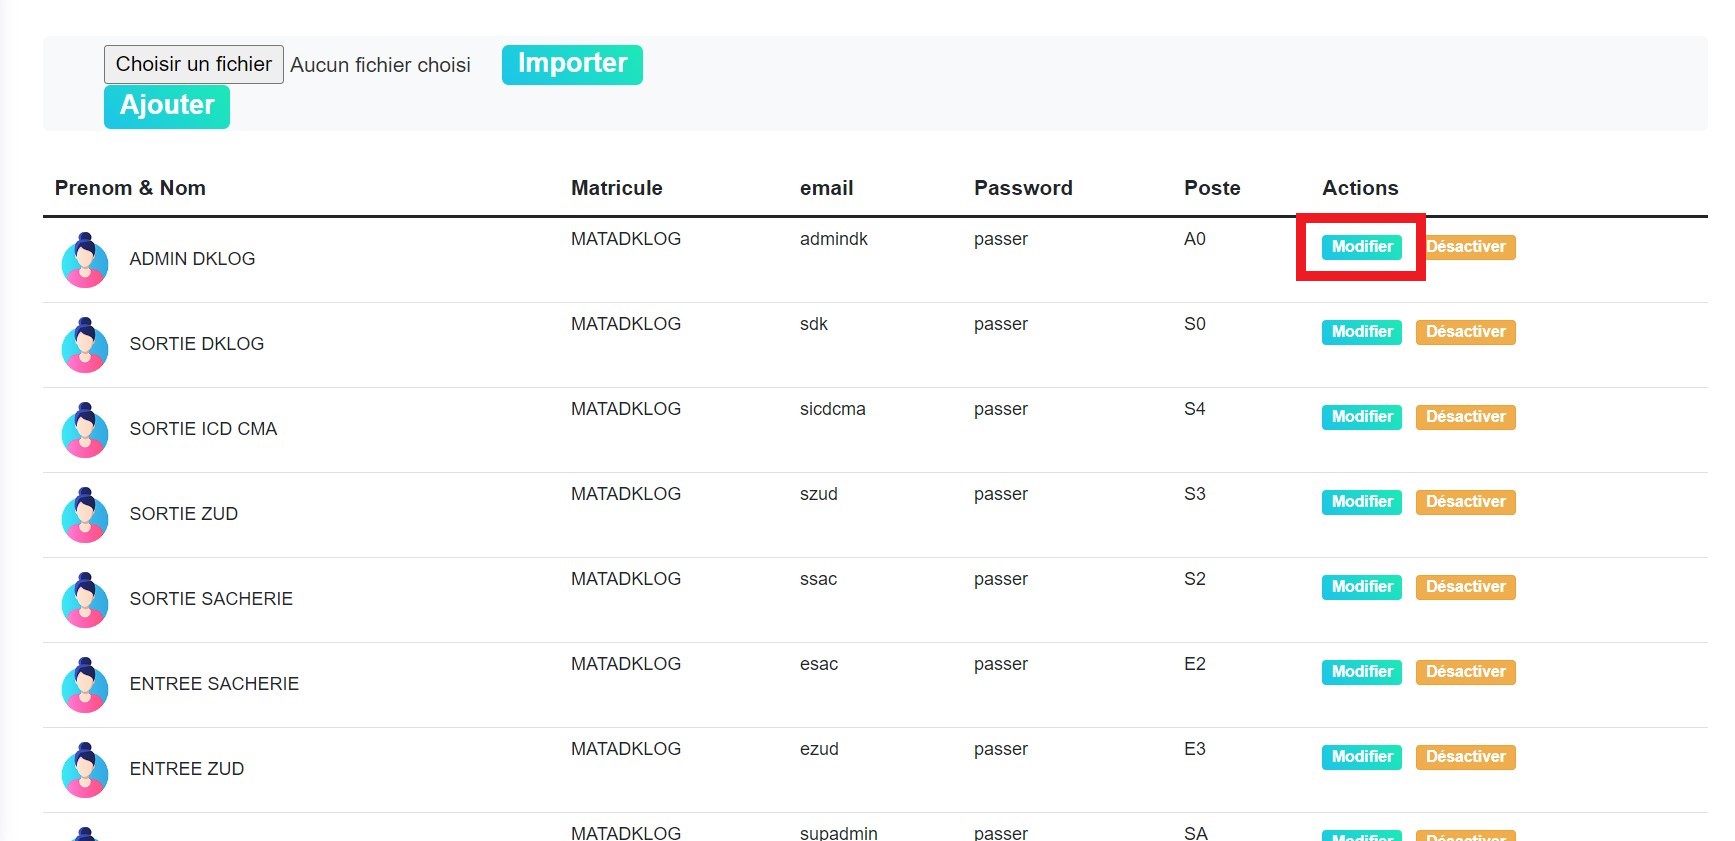 Choisir un fichier Aucun fichier choisi Importer
Ajouter
Prenom & Nom Matricule email Password Poste Actions
ADMIN DKLOG MATADKLOG admindk passer A0 Modifier Désactiver
SORTIE DKLOG MATADKLOG sdk passer S0 Modifier Désactiver
SORTIE ICD CMA MATADKLOG sicdcma passer S4 Modifier Désactiver
SORTIE ZUD MATADKLOG szud passer S3 Modifier Désactiver
SORTIE SACHERIE MATADKLOG ssac passer S2 Modifier Désactiver
ENTREE SACHERIE MATADKLOG esac passer E2 Modifier Désactiver
ENTREE ZUD MATADKLOG ezud passer E3 Modifier Désactiver
MATADKLOG supadmin passer SA Modifier Désactiver